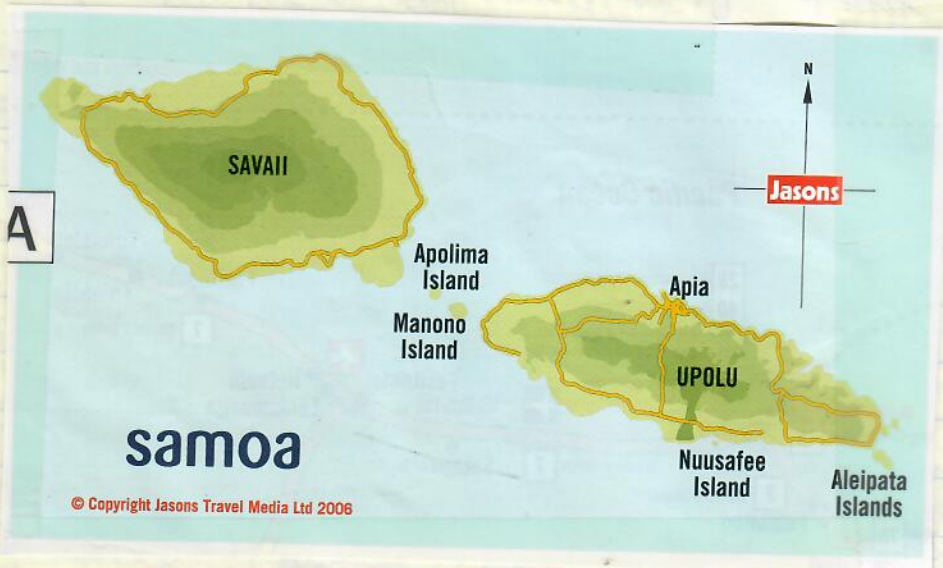 N
Jasons
SAVAII
A
Apolima
Island
Manono
Island
Apia
UPOLU
samoa
Nuusafee
Island
Aleipata
Islands
© Copyright Jasons Travel Media Ltd 2006